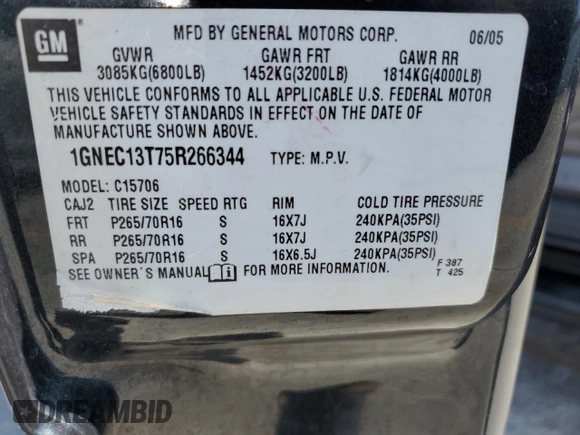 GM
MFD BY GENERAL MOTORS CORP. 06/05
GVWR GAWR FRT GAWR RR
3085KG(6800LB) 1452KG(3200LB) 1814KG(4000LB)
THIS VEHICLE CONFORMS TO ALL APPLICABLE U.S. FEDERAL MOTOR
VEHICLE SAFETY STANDARDS IN EFFECT ON THE DATE OF
MANUFACTURE SHOWN ABOVE.
1GNEC13T75R266344 TYPE: M.P.V.
MODEL: C15706
CAJ2 TIRE SIZE SPEED RTG RIM COLD TIRE PRESSURE
FRT P265/70R16 S 16X7J 240KPA(35PSI)
RR P265/70R16 S 16X7J 240KPA(35PSI)
SPA P265/70R16 S 16X6.5J 240KPA(35PSI)
SEE OWNER'S MANUAL i FOR MORE INFORMATION. F 387
T 425
DREAMBID